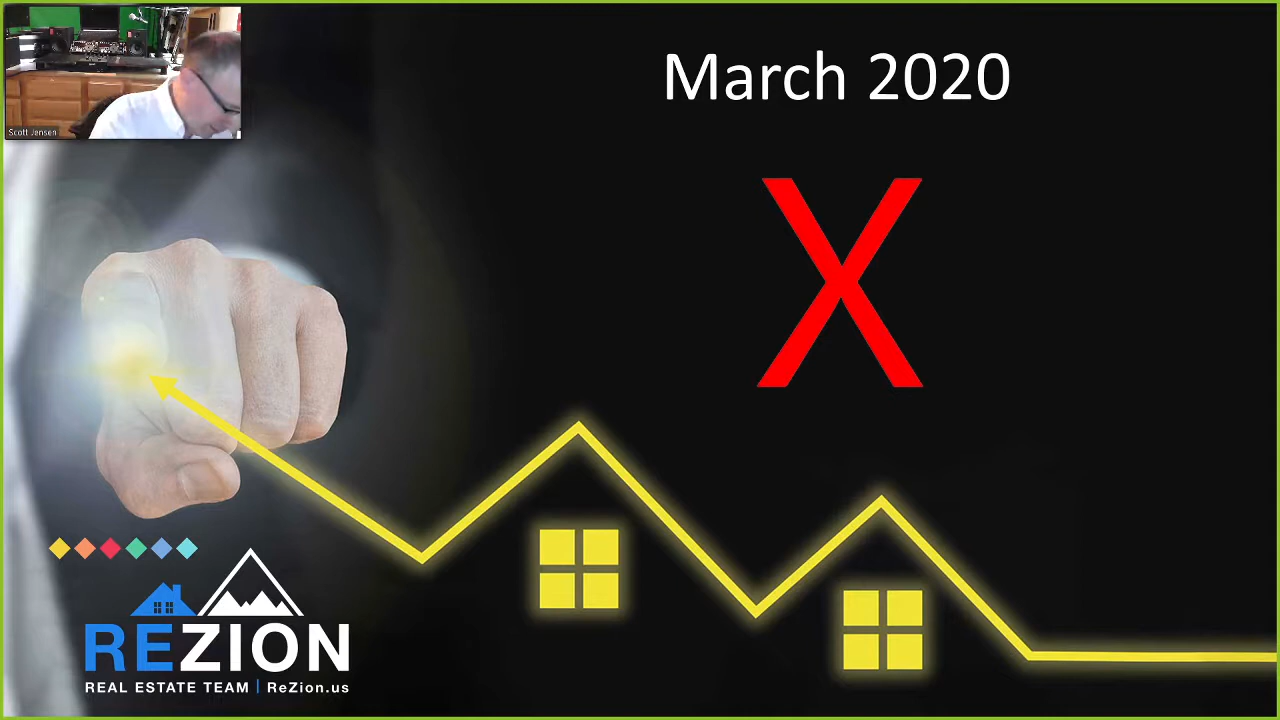 Scott Jensen
March 2020
X
REZION
REAL ESTATE TEAM | ReZion.us